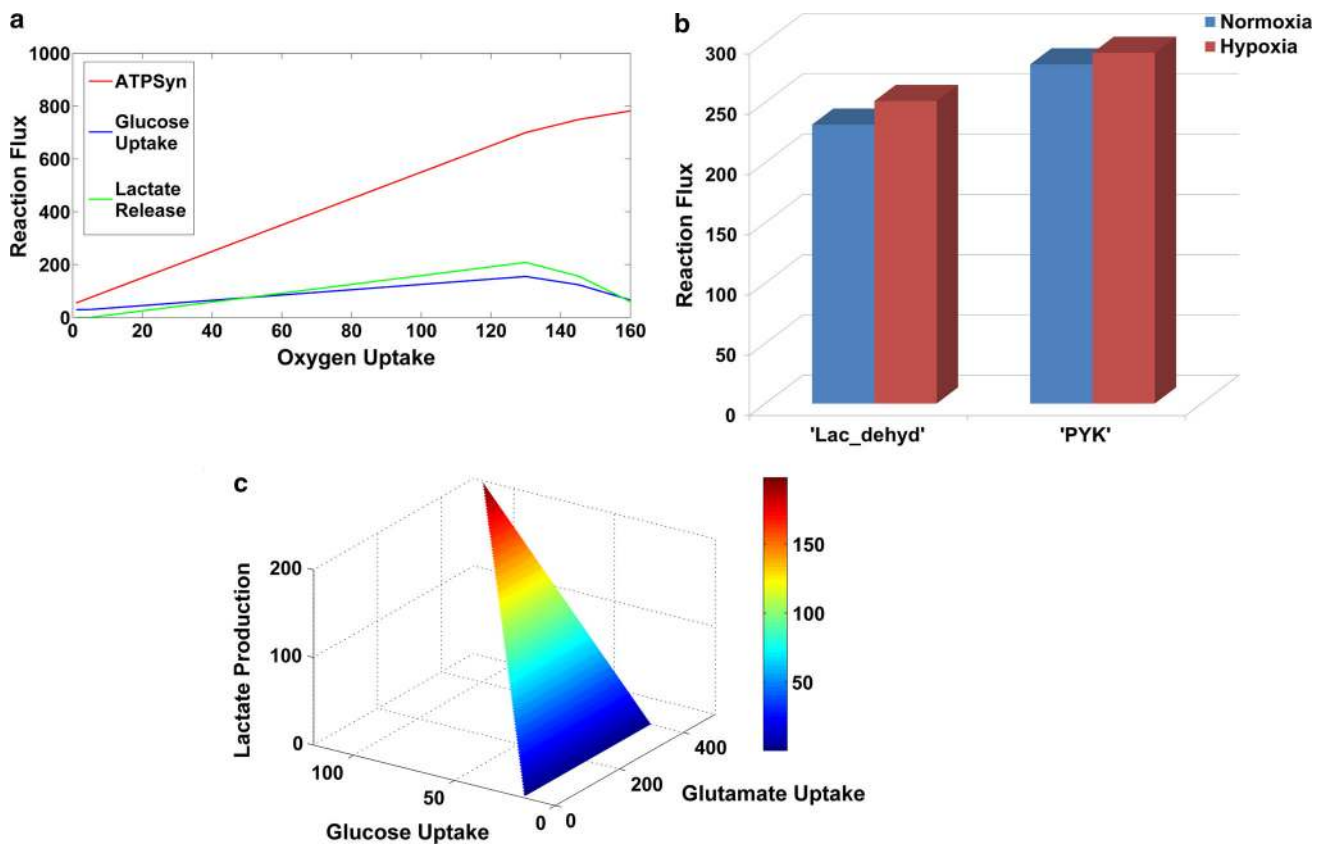 a
1000
800
600
400
200
0
Reaction Flux
ATPSyn
Glucose
Uptake
Lactate
Release
0 20 40 60 80 100 120 140 160
Oxygen Uptake
b
Normoxia
Hypoxia
300
250
200
150
100
50
0
Reaction Flux
'Lac_dehyd' 'PYK'
c
200
100
0
Lactate Production
100
50
0
Glucose Uptake
0
200
400
Glutamate Uptake
150
100
50